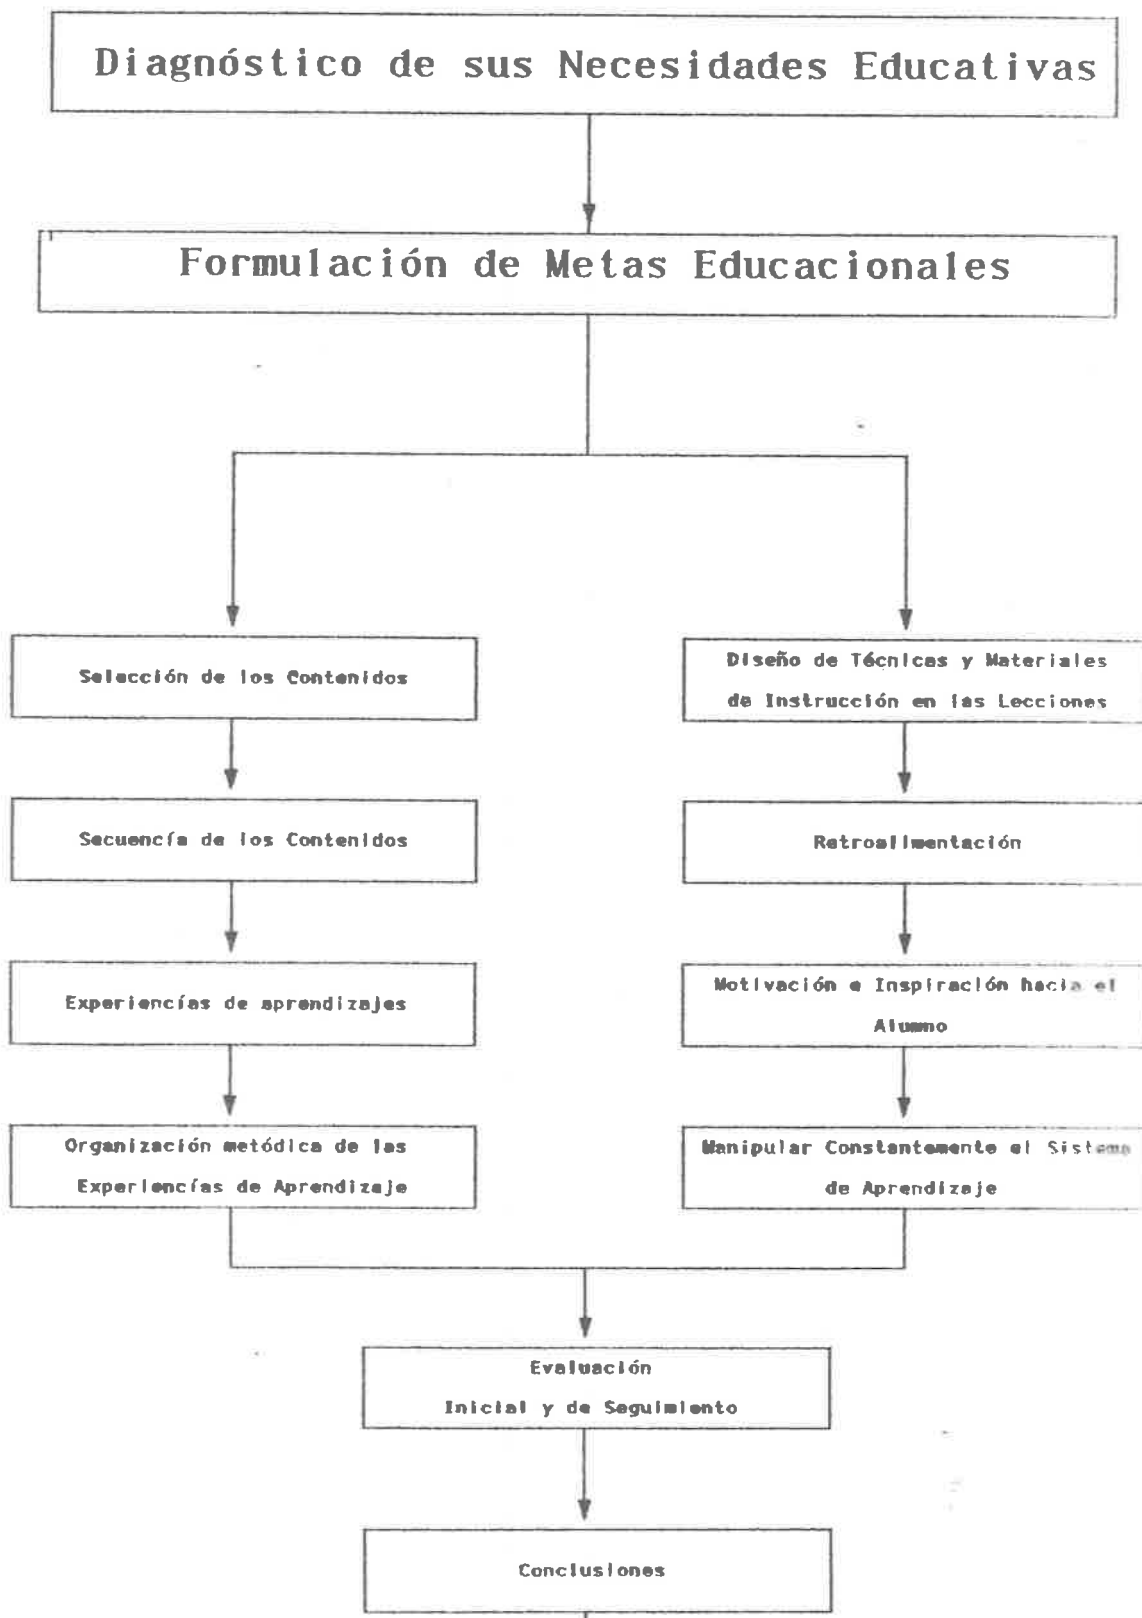 Diagnóstico de sus Necesidades Educativas
Formulación de Metas Educacionales
Selección de los Contenidos
Secuencía de los Contenidos
Experiencías de aprendizajes
Organización metódica de las
Experiencías de Aprendizaje
Diseño de Técnicas y Materiales
de Instrucción en las Lecciones
Retroalimentación
Motivación e Inspiración hacia el
Alumno
Manipular Constantemente el Sistema
de Aprendizaje
Evaluación
Inicial y de Seguimiento
Conclusiones